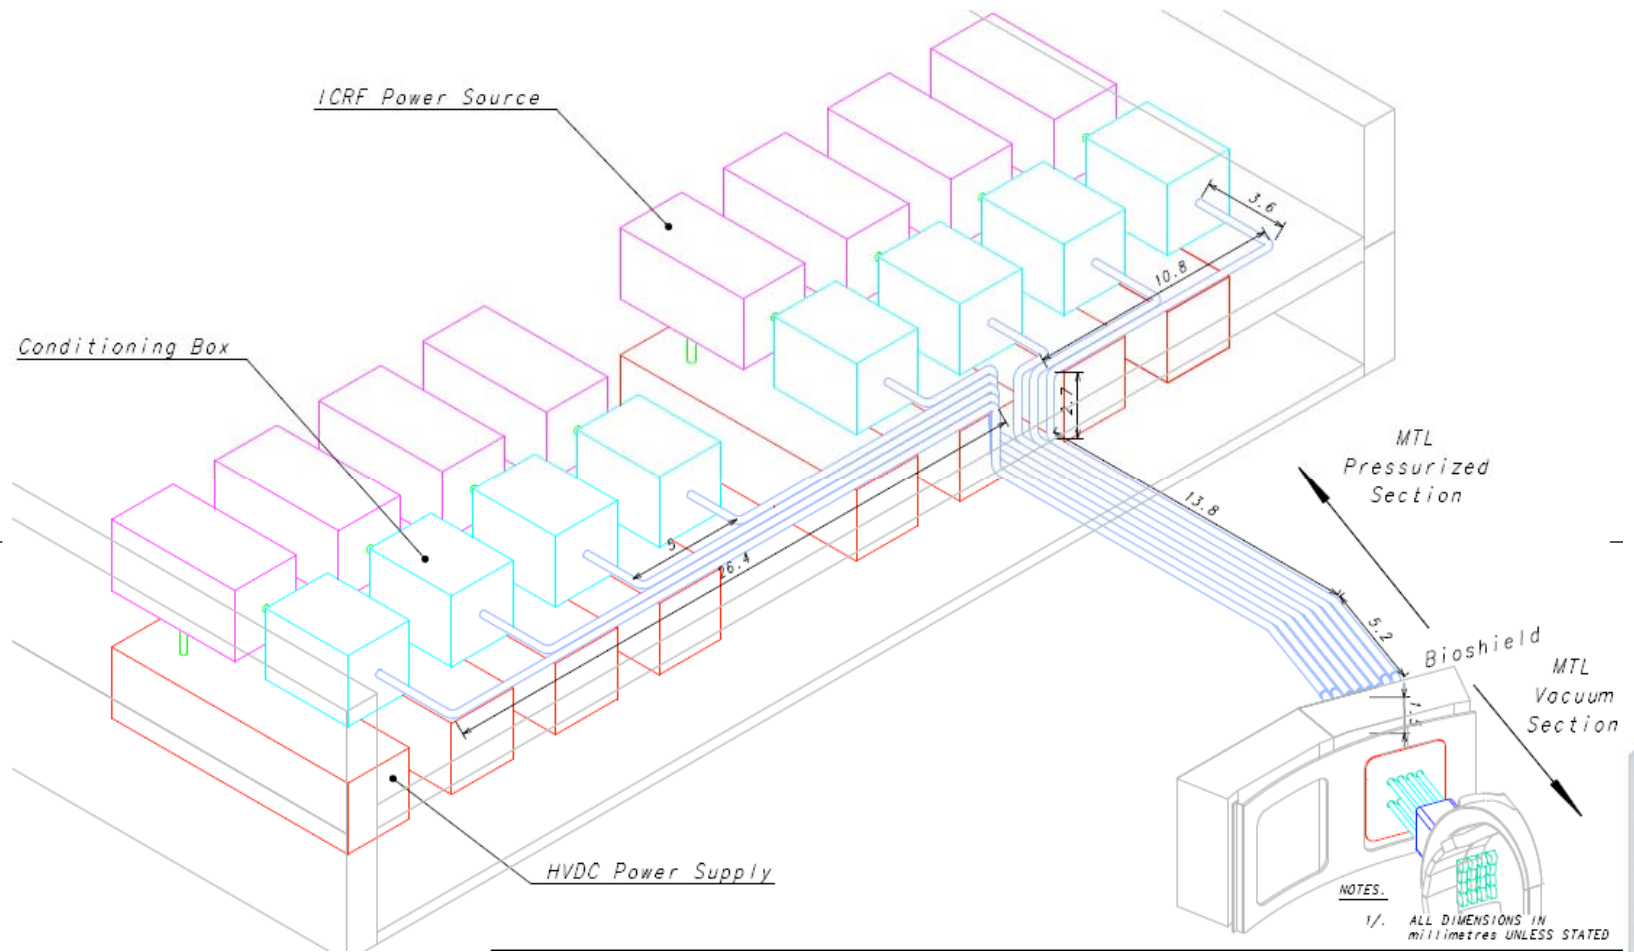 ICRF Power Source
3.6
10.8
Conditioning Box
2.7
MTL
Pressurized
Section
13.8
5
26.4
5.2
Bioshield
MTL
Vacuum
Section
1.5
HVDC Power Supply
NOTES.
1/. ALL DIMENSIONS IN
millimetres UNLESS STATED